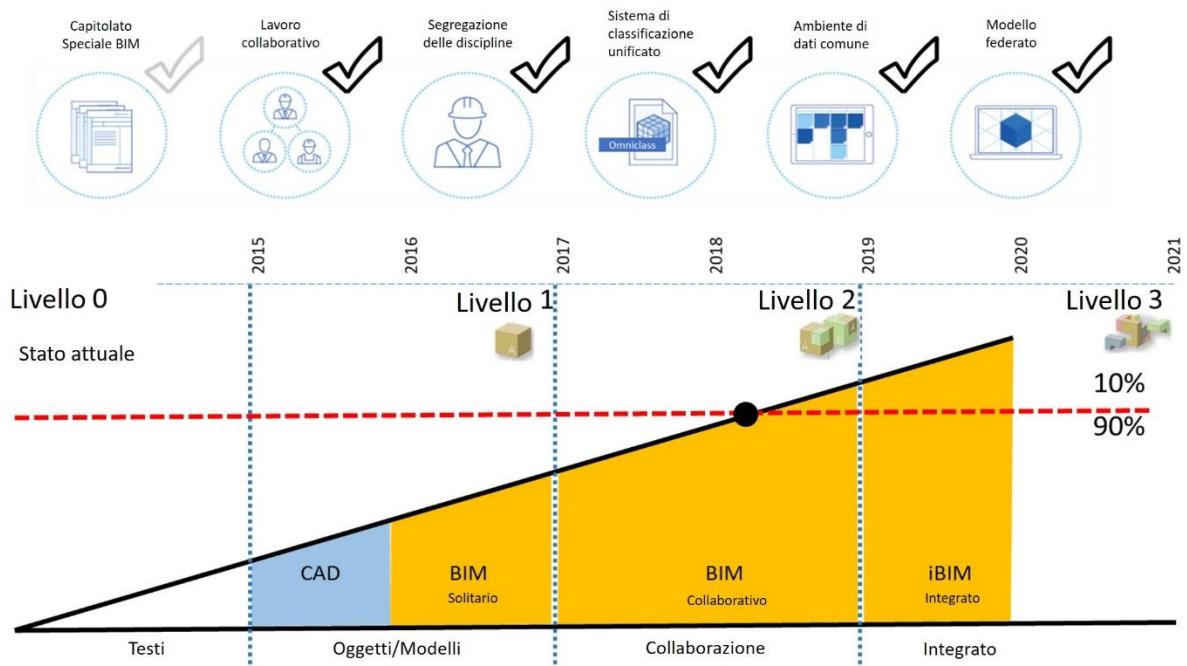 Capitolato
Speciale BIM
Lavoro
collaborativo
Segregazione
delle discipline
Sistema di
classificazione
unificato
Ambiente di
dati comune
Modello
federato
Omniclass
2015
2016
2017
2018
2019
2020
2021
Livello 0
Livello 1
Livello 2
Livello 3
A
A
B
B
A
B
Stato attuale
10%
90%
CAD
BIM
Solitario
BIM
Collaborativo
iBIM
Integrato
Testi
Oggetti/Modelli
Collaborazione
Integrato